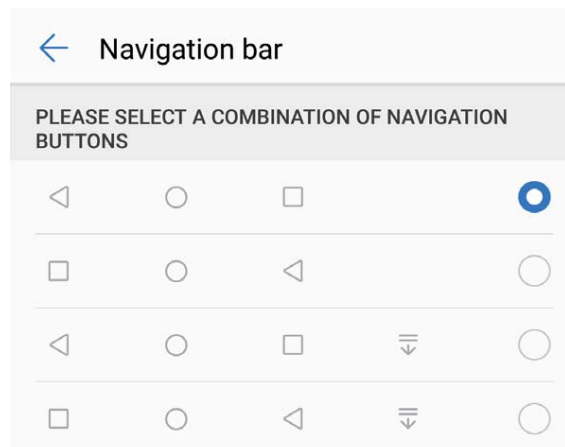 Navigation bar
PLEASE SELECT A COMBINATION OF NAVIGATION
BUTTONS